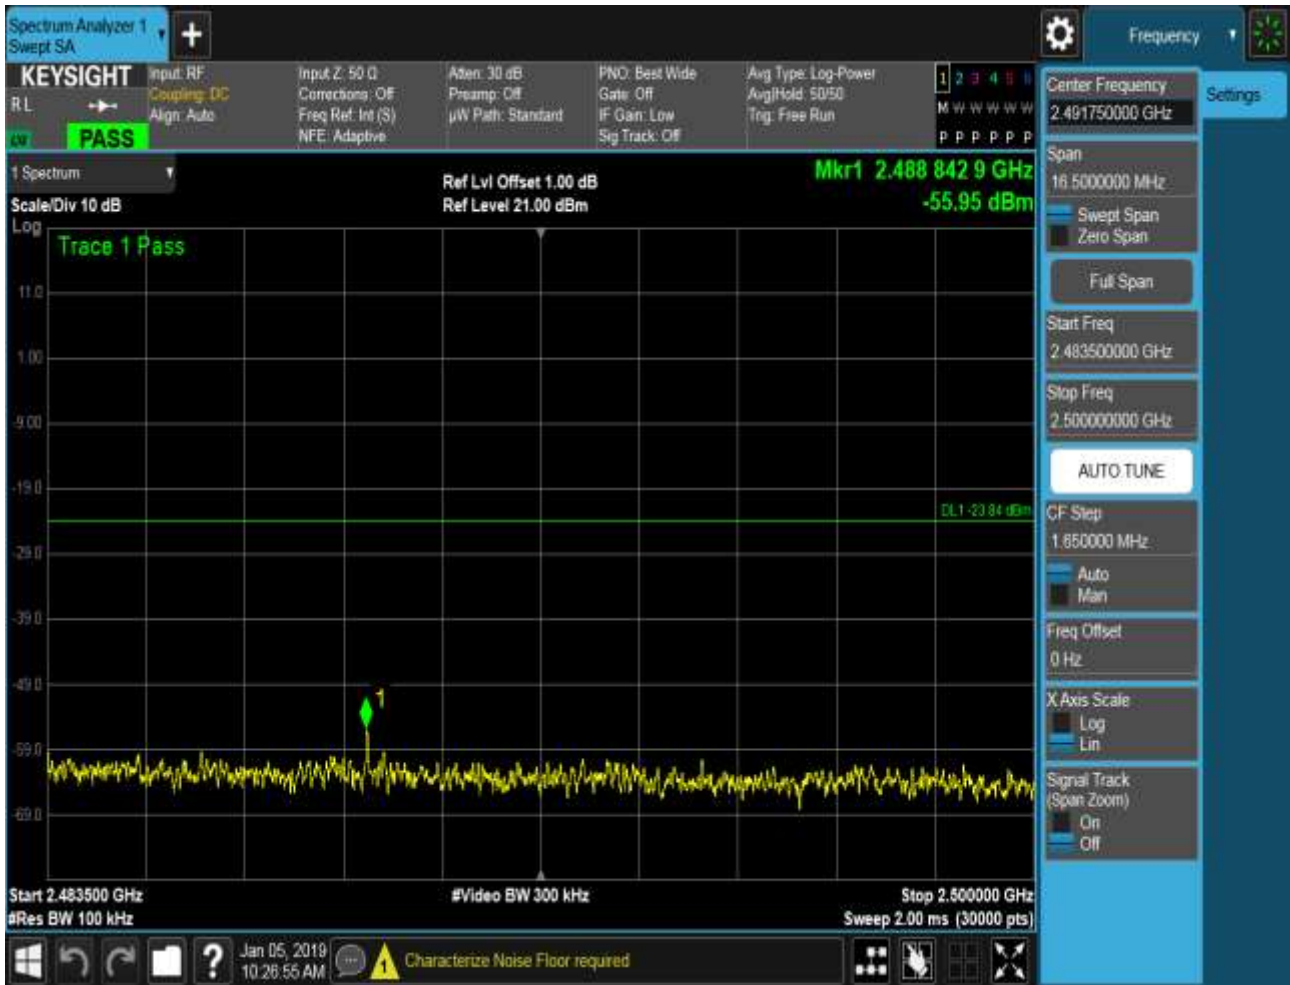 Spectrum Analyzer 1
Swept SA
Frequency
KEYSIGHT
R L
PASS
Input: RF
Coupling: DC
Align: Auto
Input Z: 50 Ω
Corrections: Off
Freq Ref: Int (S)
NFE: Adaptive
Atten: 30 dB
Preamp: Off
µW Path: Standard
PNO: Best Wide
Gate: Off
IF Gain: Low
Sig Track: Off
Avg Type: Log-Power
Avg|Hold: 50/50
Trig: Free Run
1 2 3 4 5 6
M W W W W W
P P P P P P
1 Spectrum
Scale/Div 10 dB
Log
Ref Lvl Offset 1.00 dB
Ref Level 21.00 dBm
Mkr1 2.488 842 9 GHz
-55.95 dBm
Trace 1 Pass
11.0
1.00
-9.00
-19.0
DL1 -23.84 dBm
-29.0
-39.0
-49.0
1
-59.0
-69.0
Start 2.483500 GHz
#Res BW 100 kHz
#Video BW 300 kHz
Stop 2.500000 GHz
Sweep 2.00 ms (30000 pts)
Jan 05, 2019
10:26:55 AM
1
Characterize Noise Floor required
Center Frequency
2.491750000 GHz
Settings
Span
16.5000000 MHz
Swept Span
Zero Span
Full Span
Start Freq
2.483500000 GHz
Stop Freq
2.500000000 GHz
AUTO TUNE
CF Step
1.650000 MHz
Auto
Man
Freq Offset
0 Hz
X Axis Scale
Log
Lin
Signal Track
(Span Zoom)
On
Off